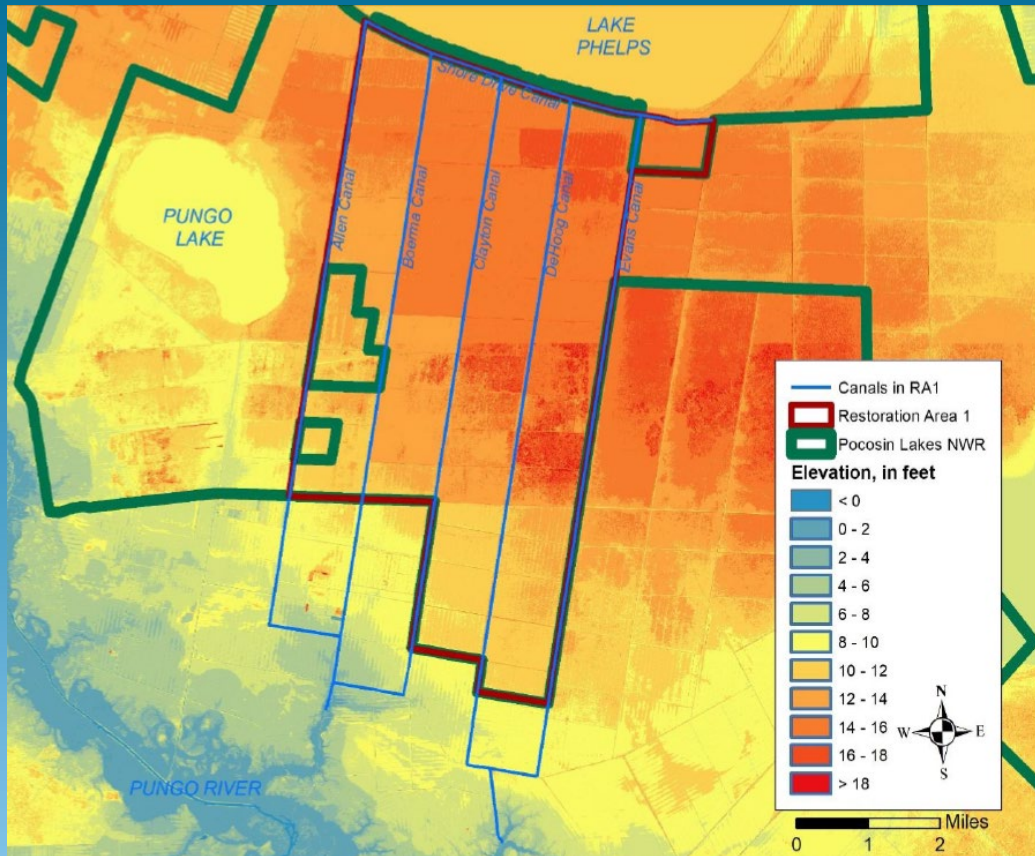 LAKE
PHELPS
Shore Drive Canal
PUNGO
LAKE
Allen Canal
Boerma Canal
Clayton Canal
DeHoog Canal
Evans Canal
Canals in RA1
Restoration Area 1
Pocosin Lakes NWR
Elevation, in feet
< 0
0 - 2
2 - 4
4 - 6
6 - 8
8 - 10
10 - 12
12 - 14
14 - 16
16 - 18
> 18
N
W E
S
PUNGO RIVER
Miles
0 1 2